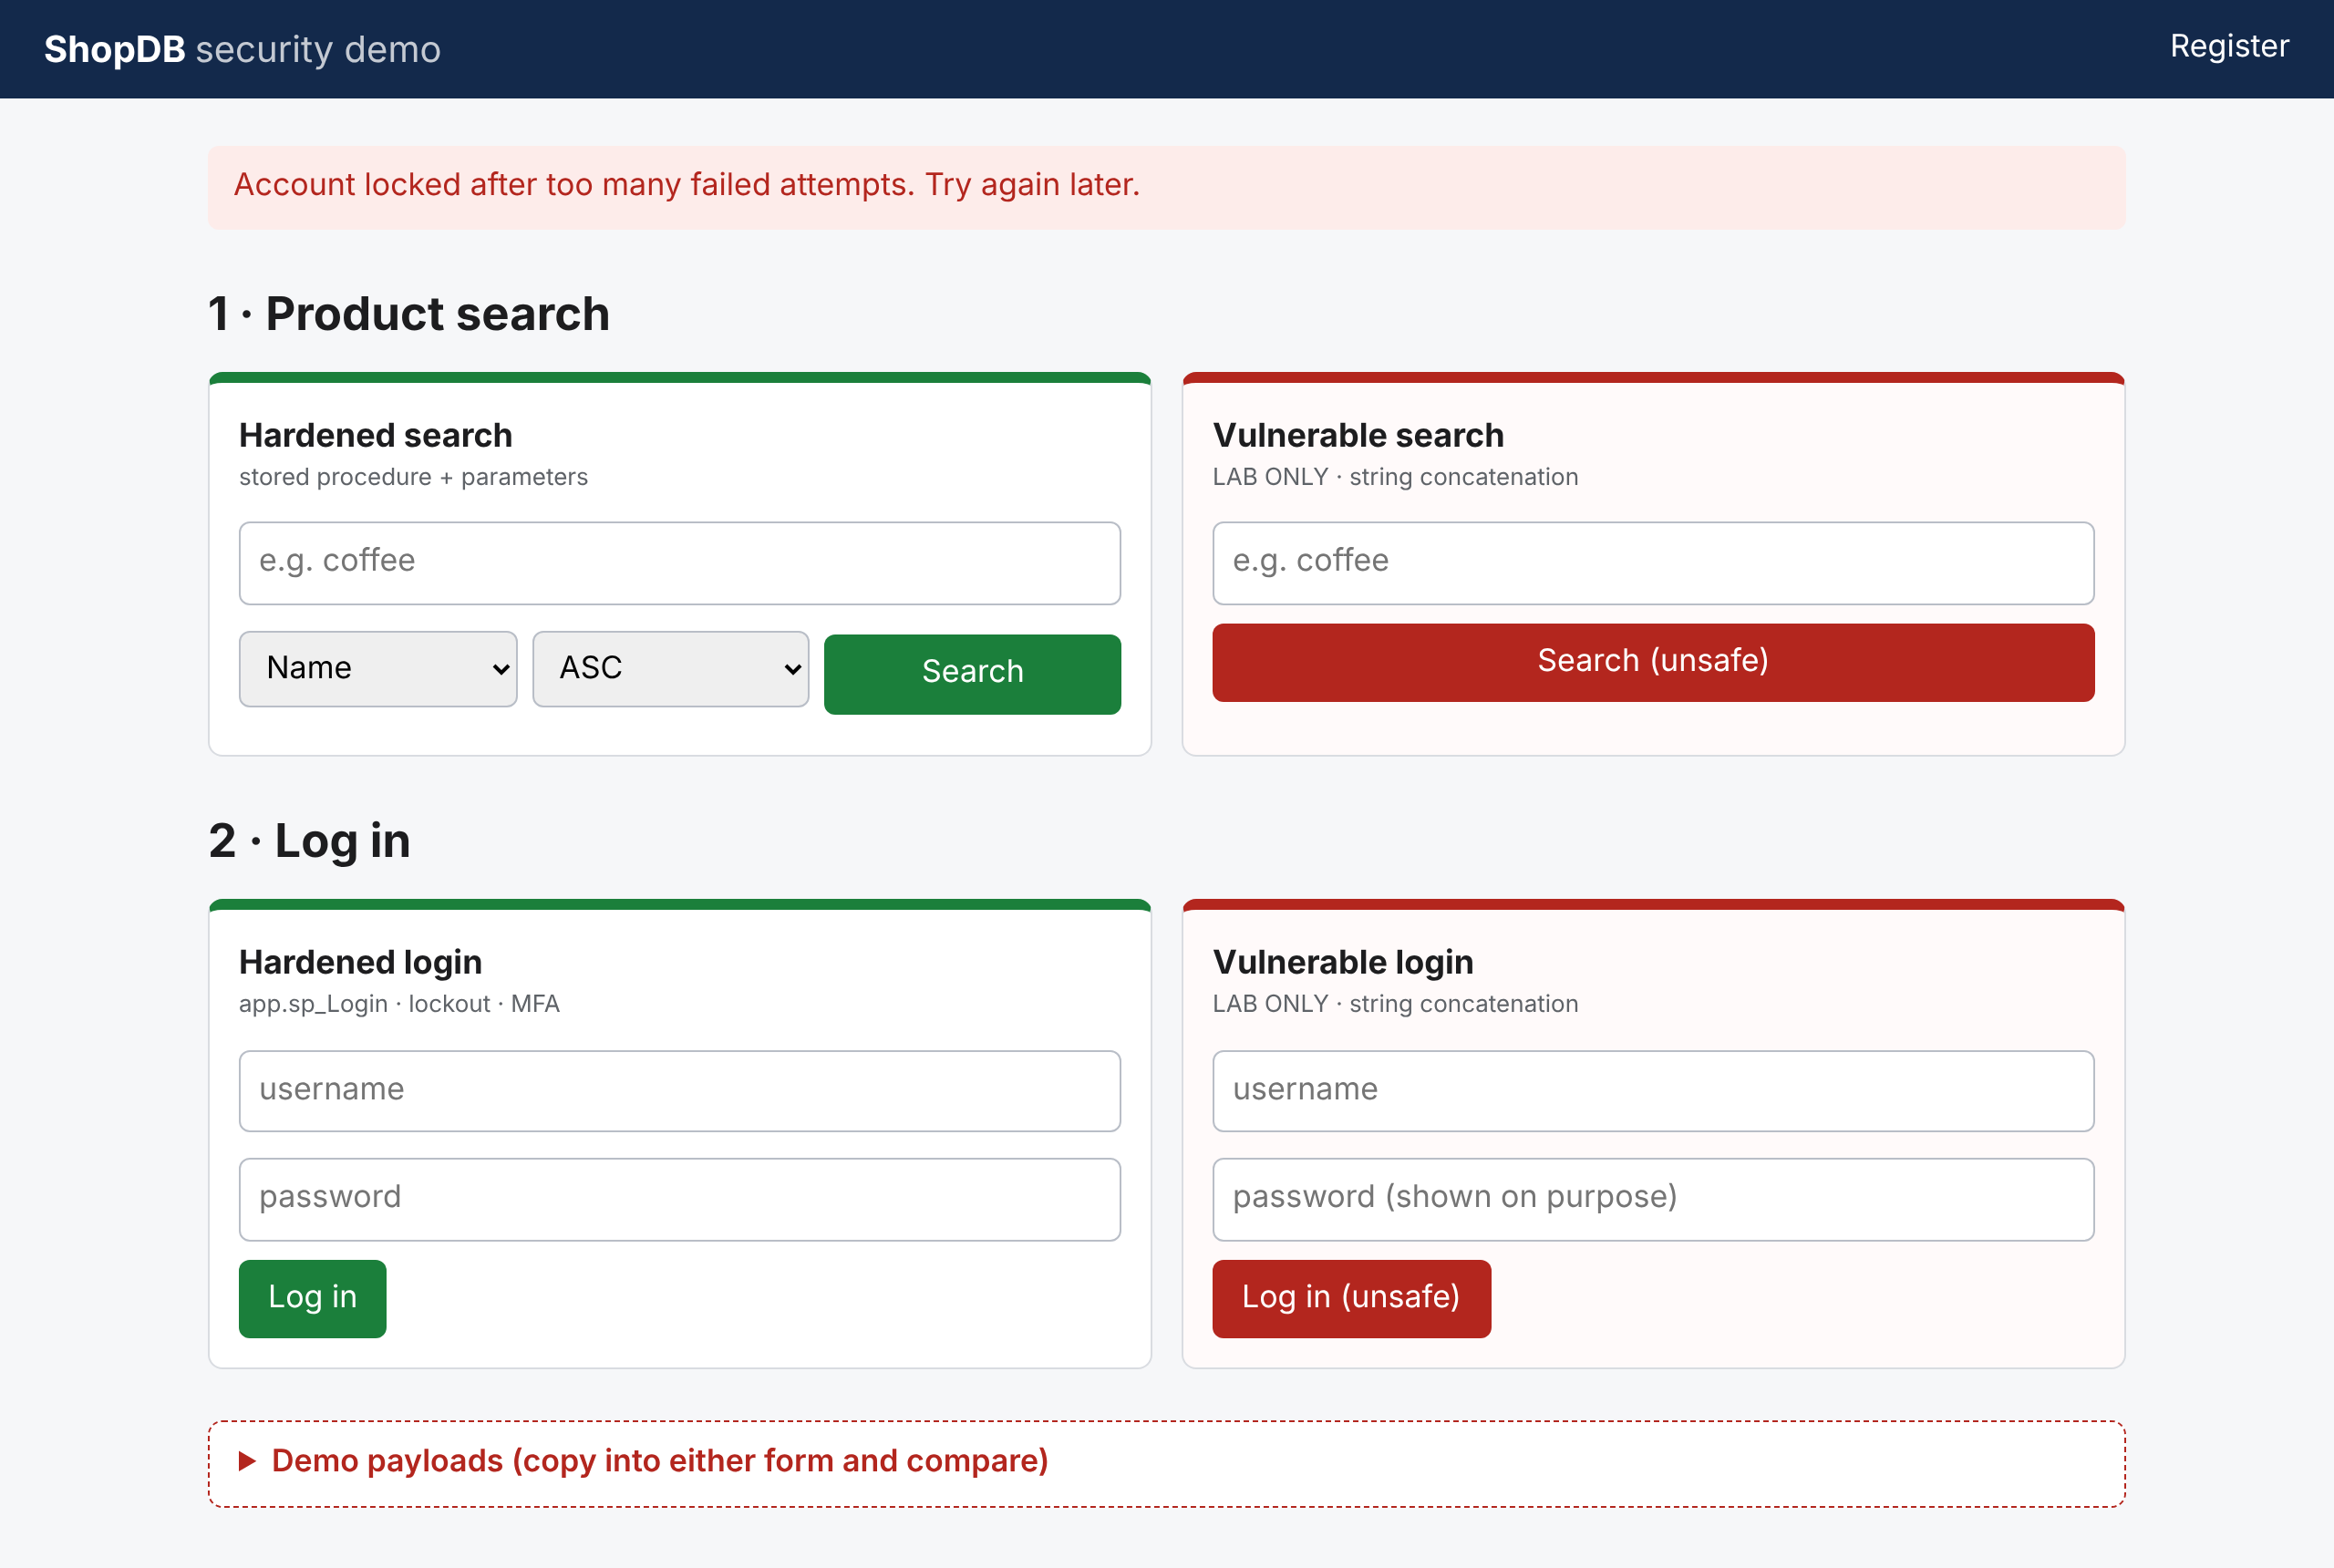 ShopDB security demo
Register
Account locked after too many failed attempts. Try again later.
1 · Product search
Hardened search
stored procedure + parameters
e.g. coffee
Name
ASC
Search
Vulnerable search
LAB ONLY · string concatenation
e.g. coffee
Search (unsafe)
2 · Log in
Hardened login
app.sp_Login · lockout · MFA
username
password
Log in
Vulnerable login
LAB ONLY · string concatenation
username
password (shown on purpose)
Log in (unsafe)
Demo payloads (copy into either form and compare)